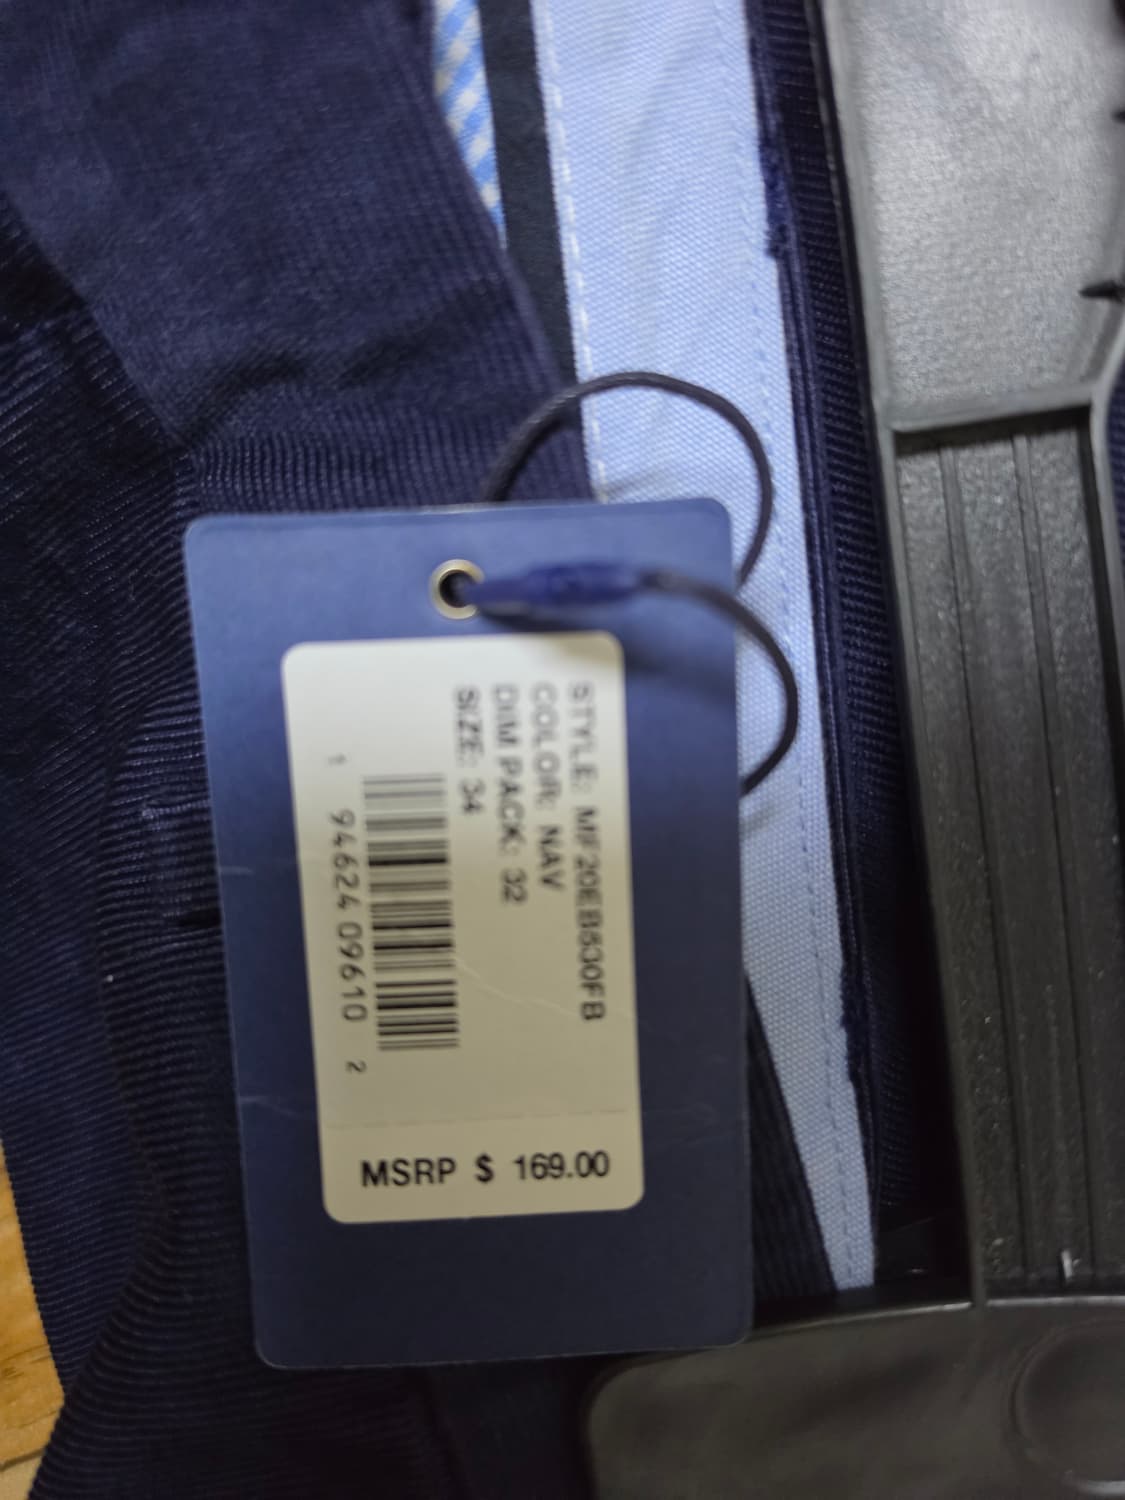 STYLE: MF20EB530FB
COLOR: NAV
DIM PACK: 32
SIZE: 34
1 94624 09610 2
MSRP $ 169.00